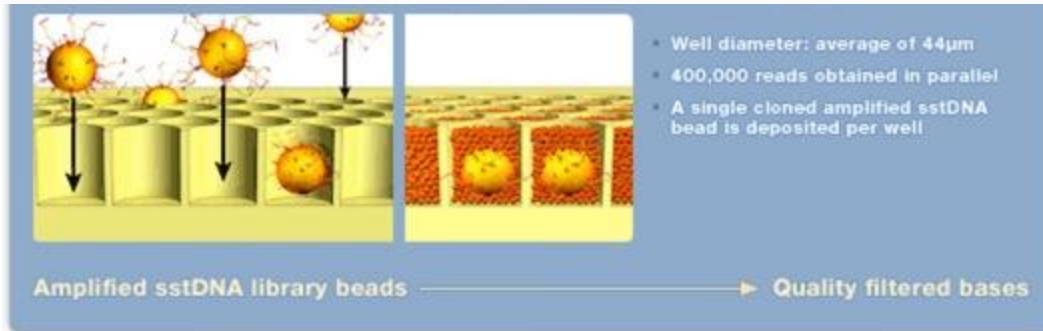 Well diameter: average of 44µm
400,000 reads obtained in parallel
A single cloned amplified sstDNA
bead is deposited per well
Amplified sstDNA library beads
Quality filtered bases